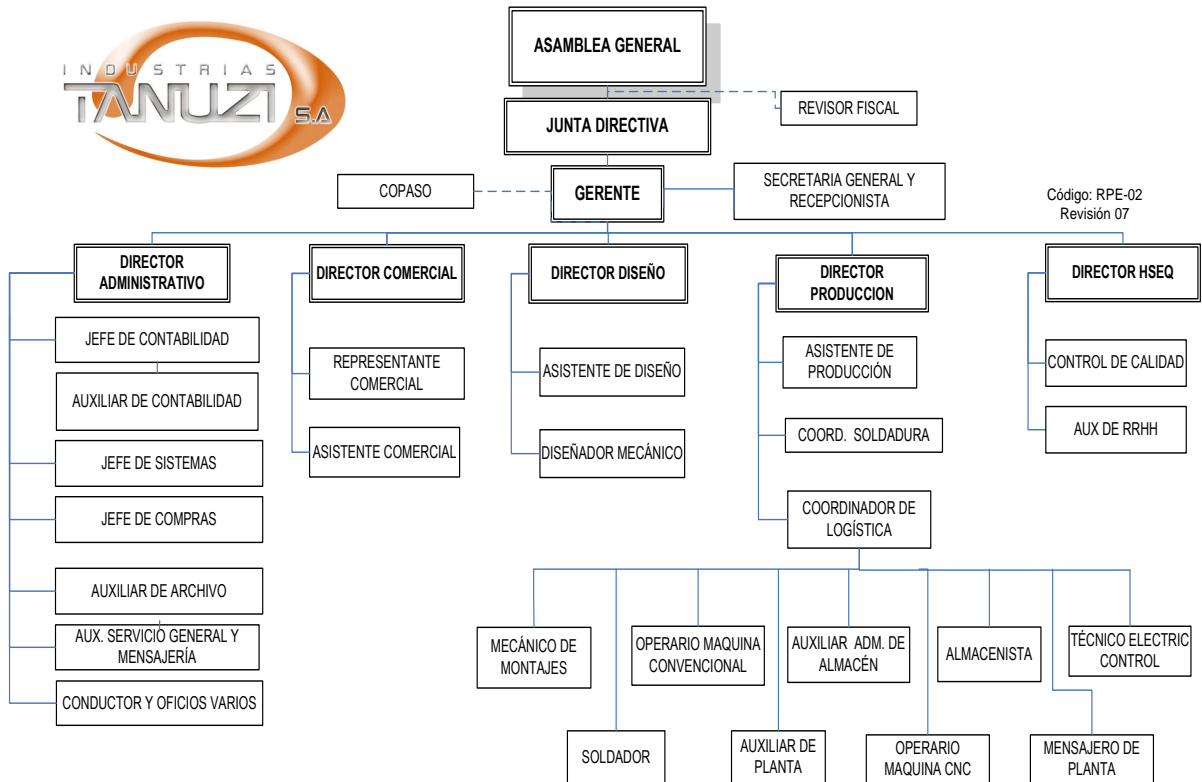 INDUSTRIAS
TANUZI S.A
ASAMBLEA GENERAL
REVISOR FISCAL
JUNTA DIRECTIVA
COPASO
GERENTE
SECRETARIA GENERAL Y
RECEPCIONISTA
Código: RPE-02
Revisión 07
DIRECTOR
ADMINISTRATIVO
DIRECTOR COMERCIAL
DIRECTOR DISEÑO
DIRECTOR
PRODUCCION
DIRECTOR HSEQ
JEFE DE CONTABILIDAD
AUXILIAR DE CONTABILIDAD
JEFE DE SISTEMAS
JEFE DE COMPRAS
AUXILIAR DE ARCHIVO
AUX. SERVICIO GENERAL Y
MENSAJERÍA
CONDUCTOR Y OFICIOS VARIOS
REPRESENTANTE
COMERCIAL
ASISTENTE COMERCIAL
ASISTENTE DE DISEÑO
DISEÑADOR MECÁNICO
ASISTENTE DE
PRODUCCIÓN
COORD. SOLDADURA
COORDINADOR DE
LOGÍSTICA
CONTROL DE CALIDAD
AUX DE RRHH
MECÁNICO DE
MONTAJES
OPERARIO MAQUINA
CONVENCIONAL
AUXILIAR ADM. DE
ALMACÉN
ALMACENISTA
TÉCNICO ELECTRIC
CONTROL
SOLDADOR
AUXILIAR DE
PLANTA
OPERARIO
MAQUINA CNC
MENSAJERO DE
PLANTA